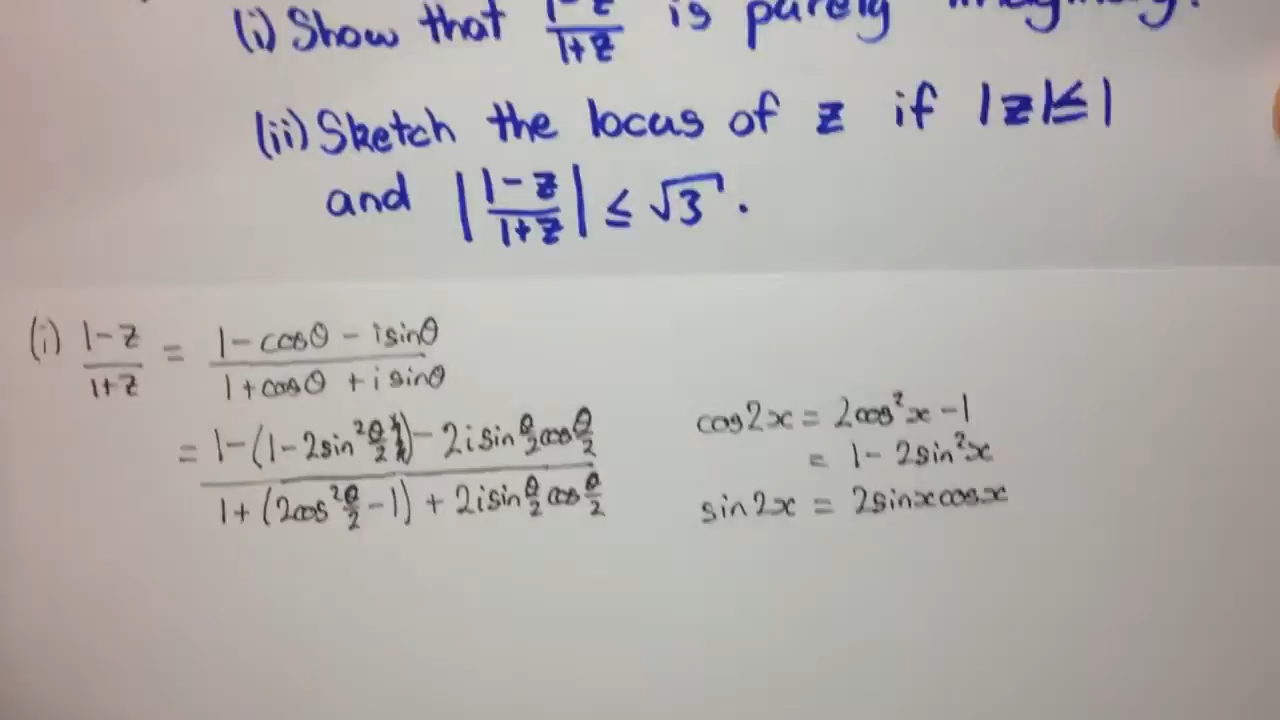 (i) Show that 1-z/1+z is purely imaginary.
(ii) Sketch the locus of z if |z|≤1
and |1-z/1+z| ≤ √3.
(i) 1-z/1+z = 1-cosθ - isinθ / 1+cosθ + isinθ
= 1-(1-2sin²θ/2) - 2isinθ/2cosθ/2 / 1+(2cos²θ/2-1) + 2isinθ/2cosθ/2
cos2x = 2cos²x - 1
= 1 - 2sin²x
sin2x = 2sinxcosx